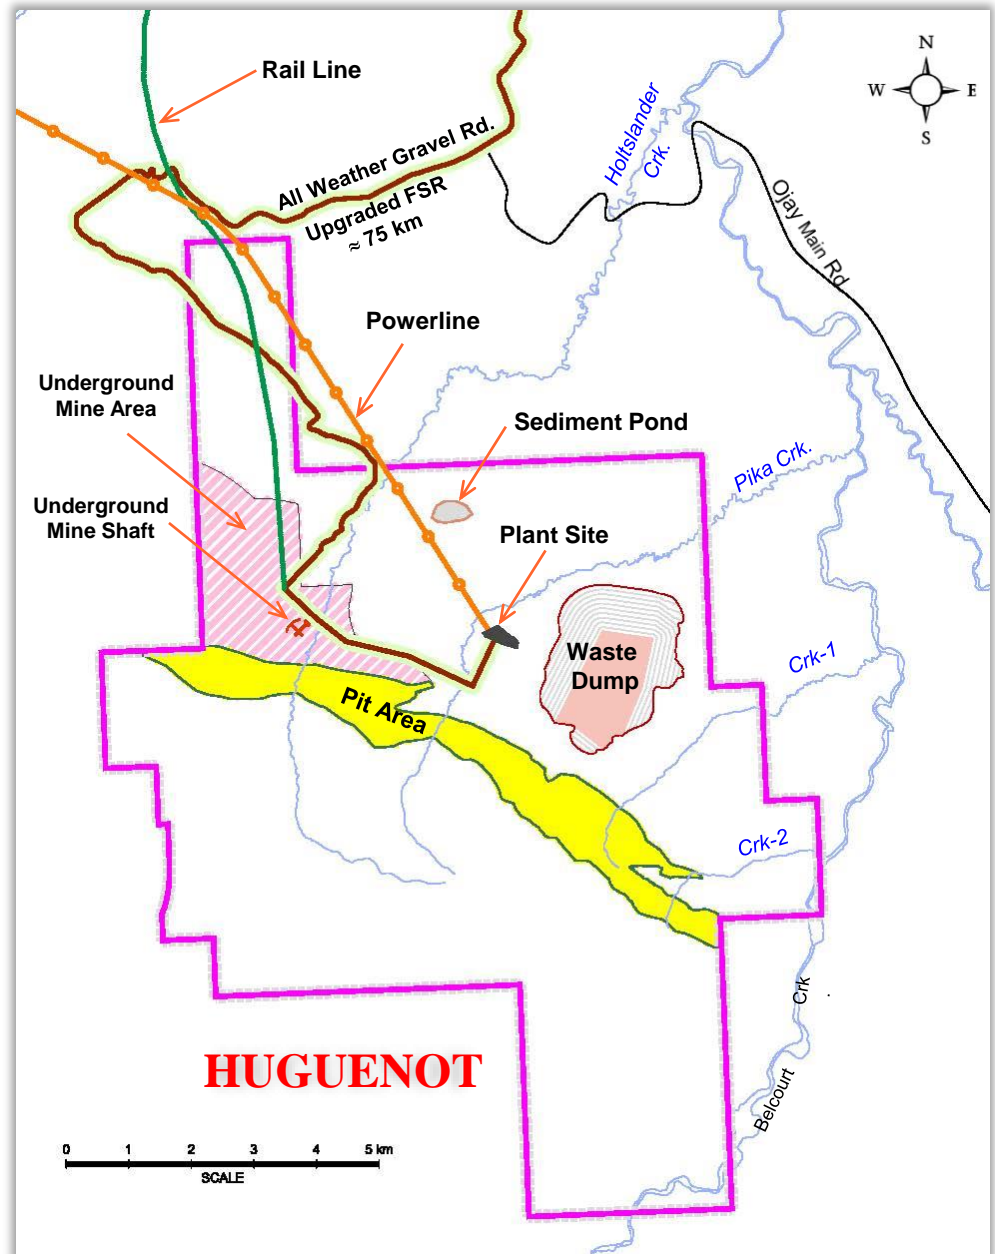 N
W
E
S
Rail Line
Holtslander
Crk.
All Weather Gravel Rd.
Upgraded FSR
≈ 75 km
Ojay Main Rd
Powerline
Underground
Mine Area
Sediment Pond
Pika Crk.
Underground
Mine Shaft
Plant Site
Waste
Dump
Crk-1
Pit Area
Crk-2
Belcourt Crk
HUGUENOT
0 1 2 3 4 5 km
SCALE